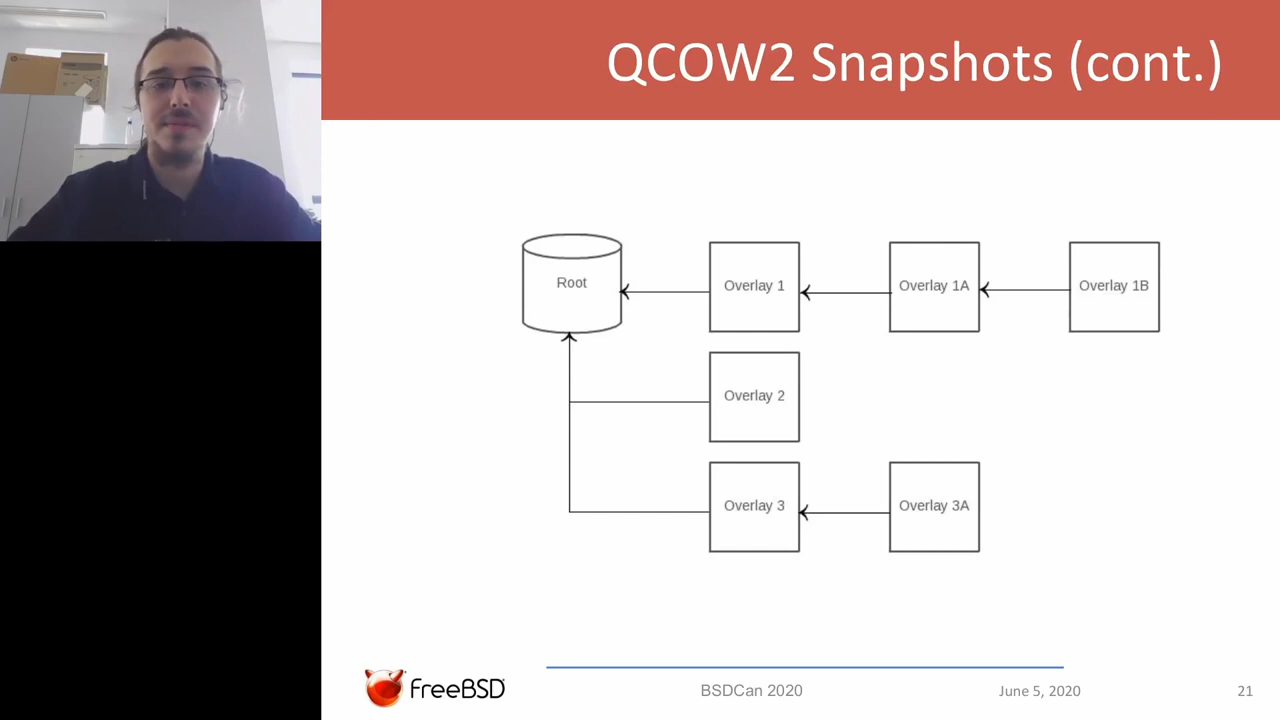 QCOW2 Snapshots (cont.)
Root
Overlay 1
Overlay 1A
Overlay 1B
Overlay 2
Overlay 3
Overlay 3A
FreeBSD
BSDCan 2020
June 5, 2020
21